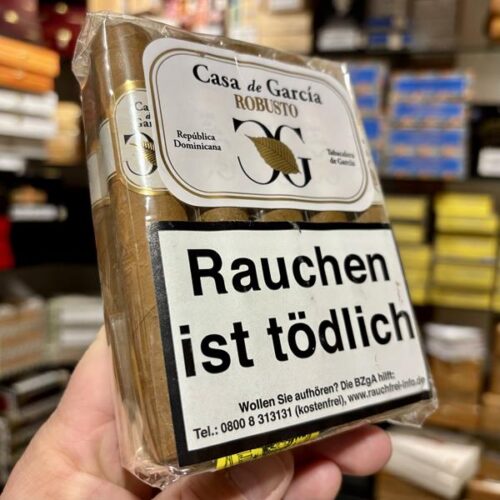 Casa de García
ROBUSTO
República
Dominicana
CG
Tabacalera
de García
Rauchen
ist tödlich
Wollen Sie aufhören? Die BZgA hilft:
Tel.: 0800 8 313131 (kostenfrei), www.rauchfrei-info.de